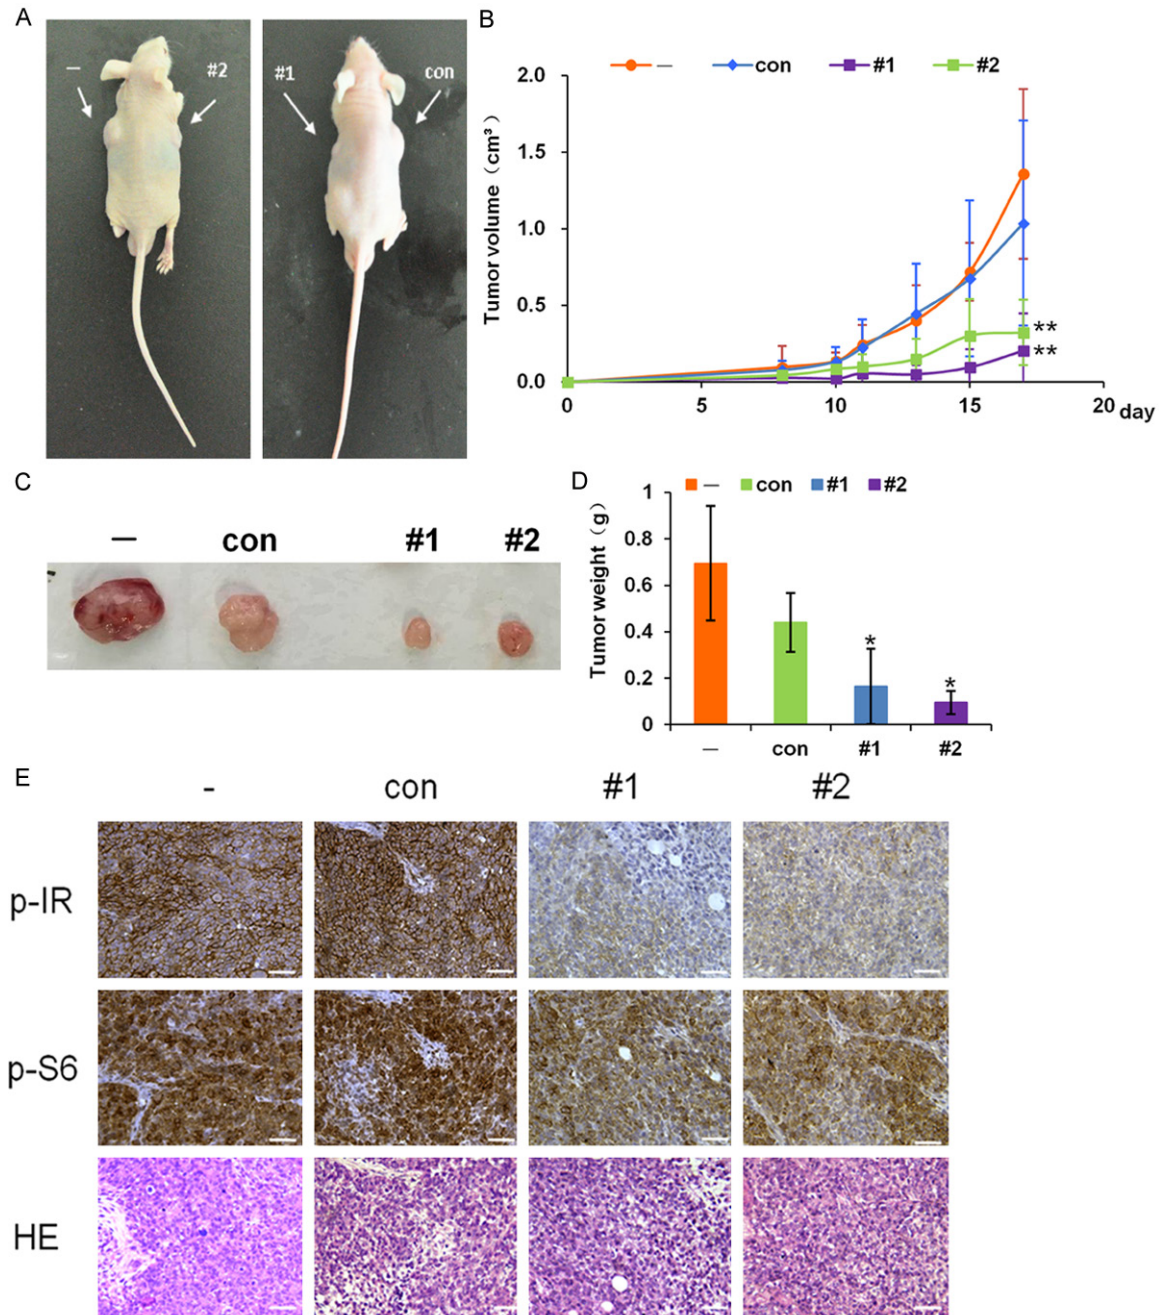 A
— #2
#1 con
B
— con #1 #2
Tumor volume（cm³）
2.0
1.5
1.0
0.5
0.0
**
**
0 5 10 15 20 day
C
— con #1 #2
D
— con #1 #2
Tumor weight（g）
1
0.8
0.6
0.4
0.2
0
*
*
— con #1 #2
E
- con #1 #2
p-IR
p-S6
HE